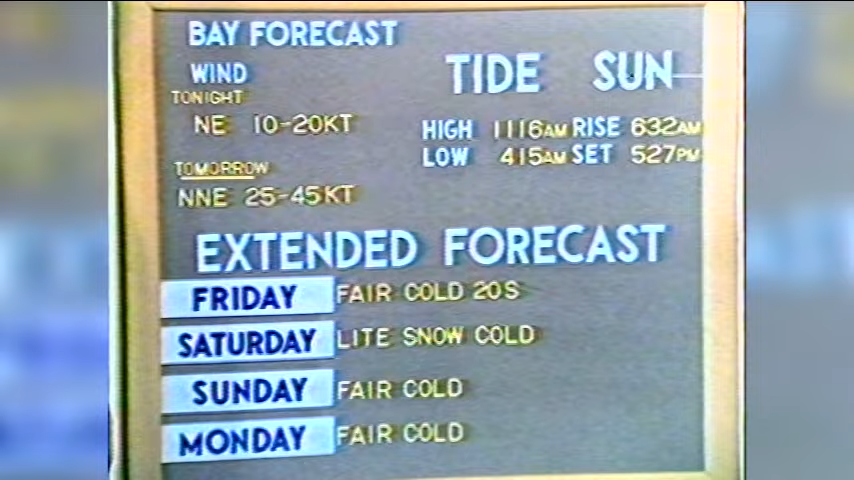 BAY FORECAST
WIND
TONIGHT
NE 10-20KT
TOMORROW
NNE 25-45KT
TIDE SUN
HIGH 1116AM RISE 632AM
LOW 415AM SET 527PM
EXTENDED FORECAST
FRIDAY FAIR COLD 20S
SATURDAY LITE SNOW COLD
SUNDAY FAIR COLD
MONDAY FAIR COLD